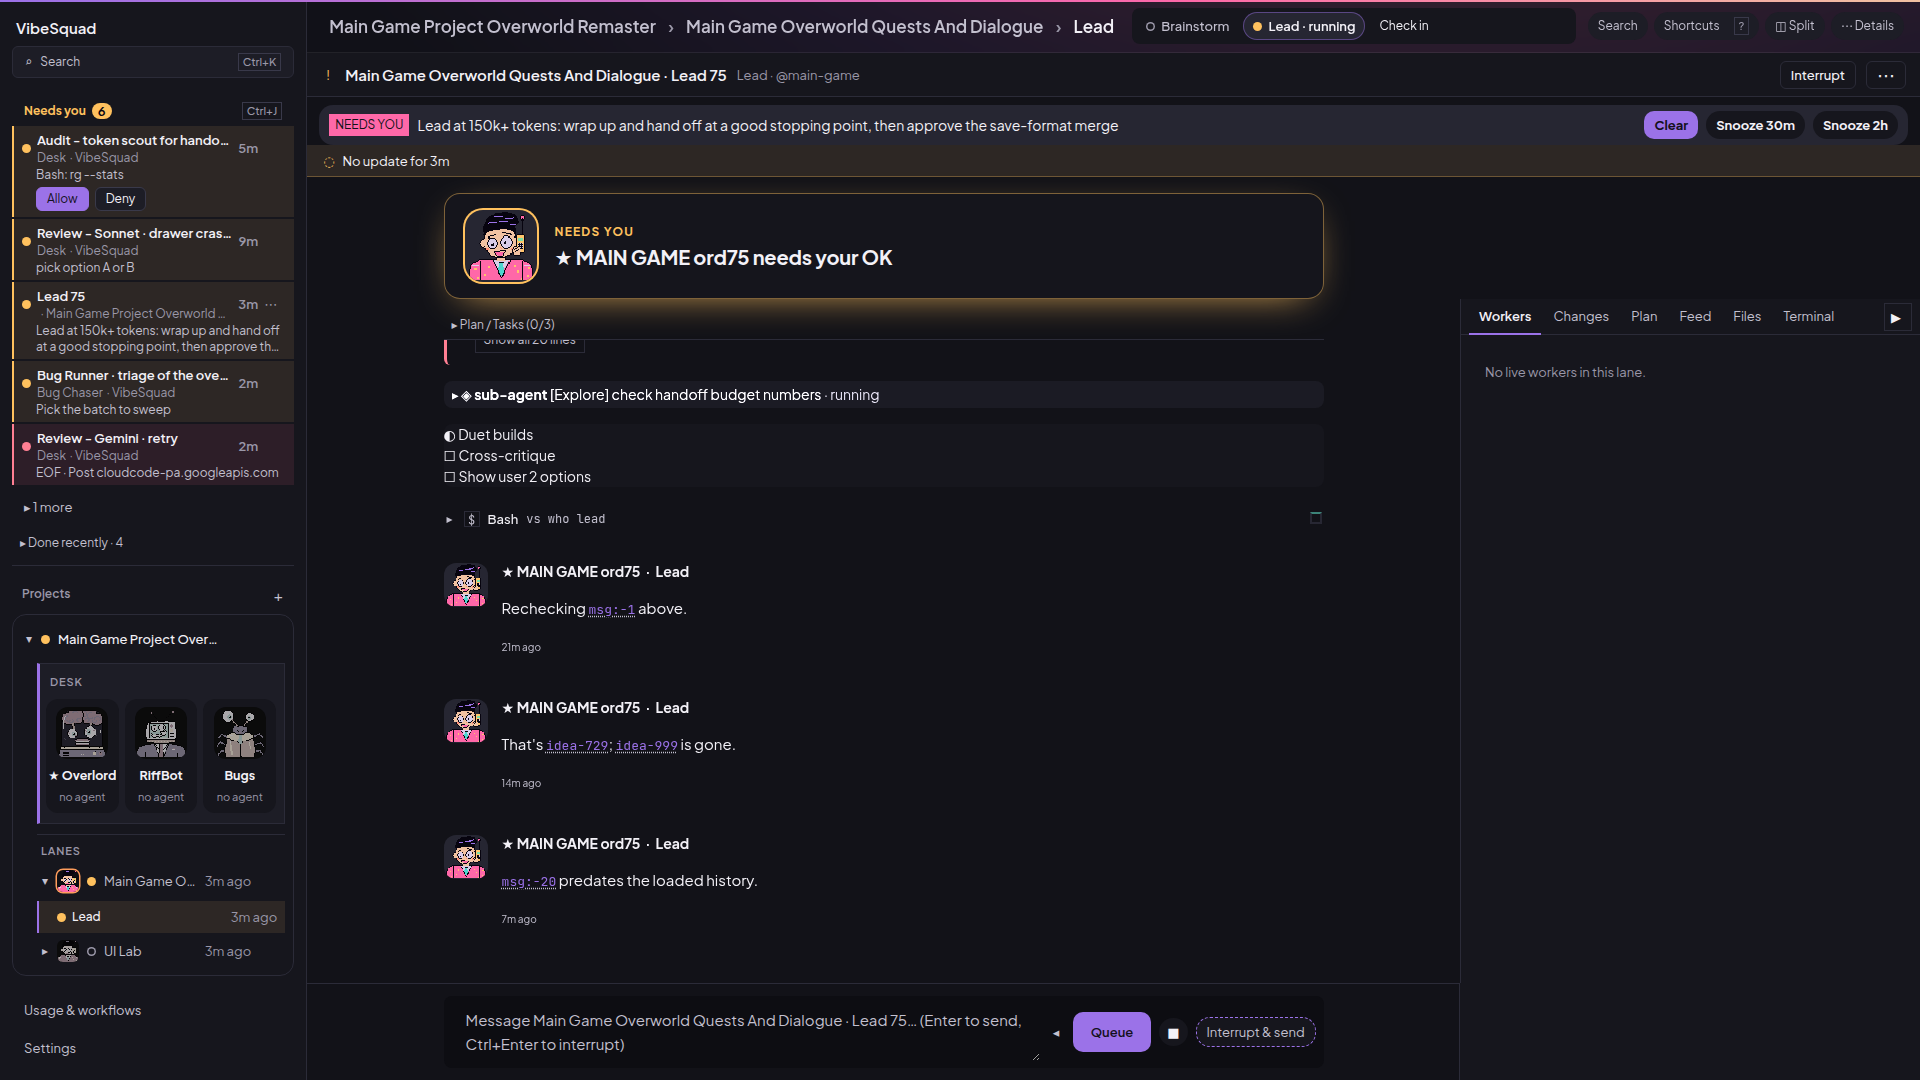 VibeSquad
Search Ctrl+K
Needs you 6 Ctrl+J
Audit – token scout for hando… 5m
Desk · VibeSquad
Bash: rg --stats
Allow Deny
Review – Sonnet · drawer cras… 9m
Desk · VibeSquad
pick option A or B
Lead 75 3m ···
· Main Game Project Overworld …
Lead at 150k+ tokens: wrap up and hand off
at a good stopping point, then approve th…
Bug Runner · triage of the ove… 2m
Bug Chaser · VibeSquad
Pick the batch to sweep
Review – Gemini · retry 2m
Desk · VibeSquad
EOF · Post cloudcode-pa.googleapis.com
▸ 1 more
▸ Done recently · 4
Projects +
▾ Main Game Project Over…
DESK
★ Overlord RiffBot Bugs
no agent no agent no agent
LANES
▾ Main Game O… 3m ago
Lead 3m ago
▸ UI Lab 3m ago
Usage & workflows
Settings
Main Game Project Overworld Remaster › Main Game Overworld Quests And Dialogue › Lead
Brainstorm Lead · running Check in
Search Shortcuts ? Split ··· Details
! Main Game Overworld Quests And Dialogue · Lead 75 Lead · @main-game
Interrupt ···
NEEDS YOU Lead at 150k+ tokens: wrap up and hand off at a good stopping point, then approve the save-format merge
Clear Snooze 30m Snooze 2h
No update for 3m
NEEDS YOU
★ MAIN GAME ord75 needs your OK
▸ Plan / Tasks (0/3)
Show all 20 lines
▸ ◈ sub-agent [Explore] check handoff budget numbers · running
◐ Duet builds
☐ Cross-critique
☐ Show user 2 options
▸ $ Bash vs who lead
★ MAIN GAME ord75 · Lead
Rechecking msg:-1 above.
21m ago
★ MAIN GAME ord75 · Lead
That's idea-729; idea-999 is gone.
14m ago
★ MAIN GAME ord75 · Lead
msg:-20 predates the loaded history.
7m ago
Message Main Game Overworld Quests And Dialogue · Lead 75… (Enter to send,
Ctrl+Enter to interrupt)
Queue Interrupt & send
Workers Changes Plan Feed Files Terminal
No live workers in this lane.